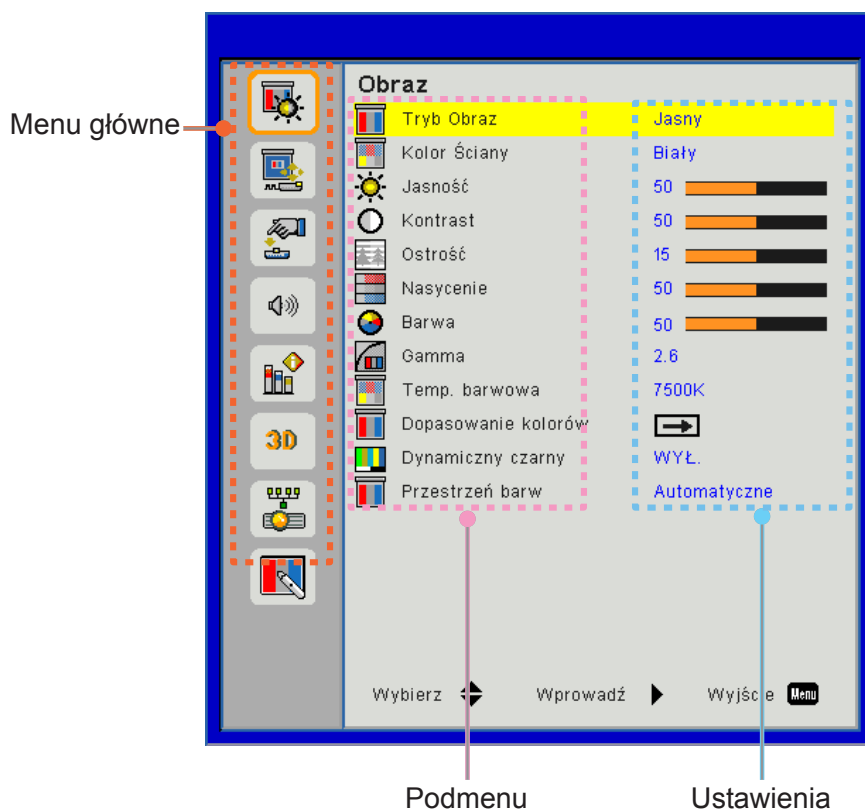 Obraz
Menu główne
Tryb Obraz Jasny
Kolor Ściany Biały
Jasność 50
Kontrast 50
Ostrość 15
Nasycenie 50
Barwa 50
Gamma 2.6
Temp. barwowa 7500K
Dopasowanie kolorów
3D
Dynamiczny czarny WYŁ.
Przestrzeń barw Automatyczne
Wybierz Wprowadź Wyjście Menu
Podmenu Ustawienia